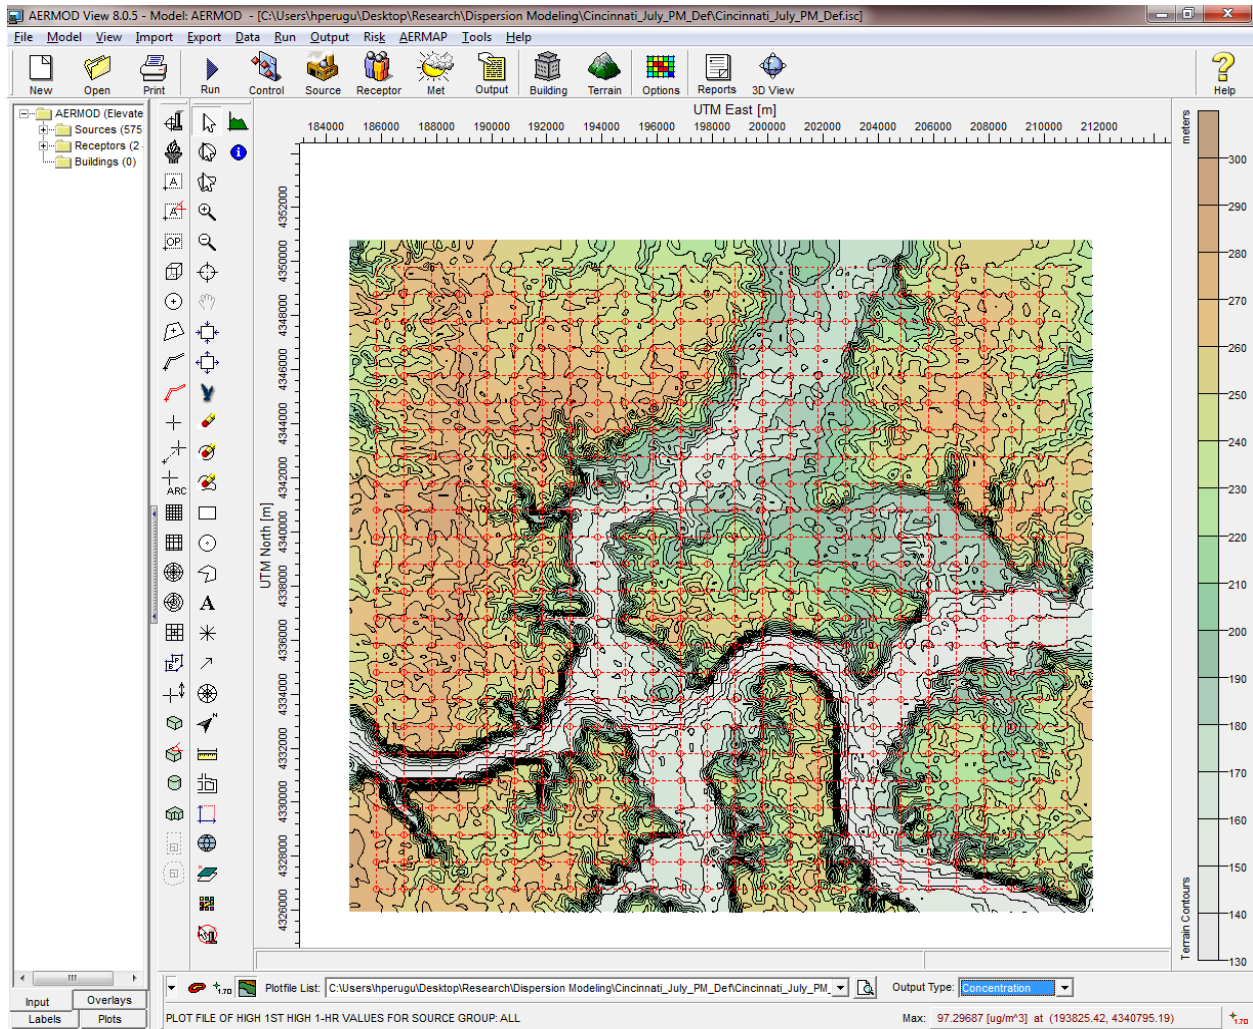 AERMOD View 8.0.5 - Model: AERMOD - [C:\Users\hperugu\Desktop\Research\Dispersion Modeling\Cincinnati_July_PM_Def\Cincinnati_July_PM_Def.isc]
File Model View Import Export Data Run Output Risk AERMAP Tools Help
New Open Print Run Control Source Receptor Met Output Building Terrain Options Reports 3D View Help
AERMOD (Elevate
Sources (575
Receptors (2
Buildings (0)
A
A
OP
ARC
A
N
UTM East [m]
184000 186000 188000 190000 192000 194000 196000 198000 200000 202000 204000 206000 208000 210000 212000
UTM North [m]
4352000
4350000
4348000
4346000
4344000
4342000
4340000
4338000
4336000
4334000
4332000
4330000
4328000
4326000
meters
300
290
280
270
260
250
240
230
220
210
200
190
180
170
160
150
140
130
Terrain Contours
Input Overlays
Labels Plots
1.70 Plotfile List: C:\Users\hperugu\Desktop\Research\Dispersion Modeling\Cincinnati_July_PM_Def\Cincinnati_July_PM_ Output Type: Concentration
PLOT FILE OF HIGH 1ST HIGH 1-HR VALUES FOR SOURCE GROUP: ALL Max: 97.29687 [ug/m^3] at (193825.42, 4340795.19) 1.70